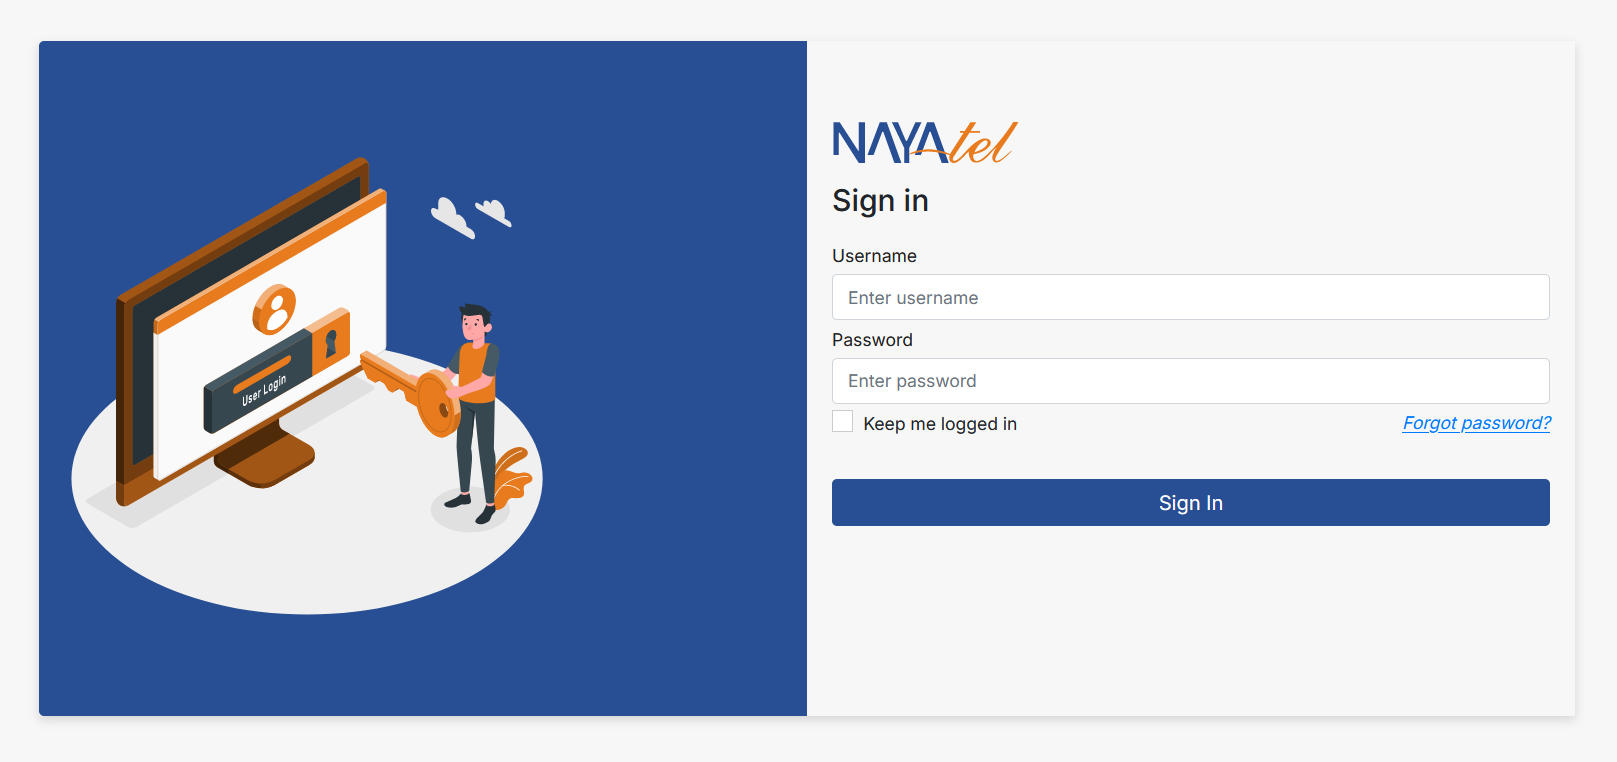 User Login
NAYAtel
Sign in
Username
Enter username
Password
Enter password
Keep me logged in
Forgot password?
Sign In